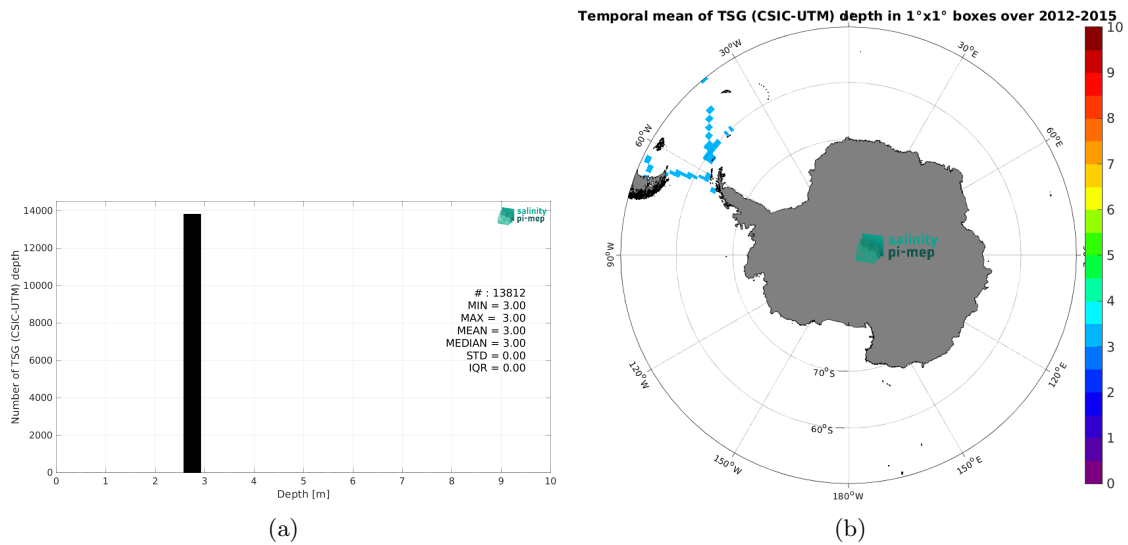 Temporal mean of TSG (CSIC-UTM) depth in 1°x1° boxes over 2012-2015
Number of TSG (CSIC-UTM) depth
14000
12000
10000
8000
6000
4000
2000
0
salinity
pi-mep
# : 13812
MIN = 3.00
MAX = 3.00
MEAN = 3.00
MEDIAN = 3.00
STD = 0.00
IQR = 0.00
0 1 2 3 4 5 6 7 8 9 10
Depth [m]
(a)
30°W
30°E
60°W
60°E
90°W
120°W
120°E
150°W
150°E
180°W
70°S
60°S
salinity
pi-mep
10
9
8
7
6
5
4
3
2
1
0
(b)